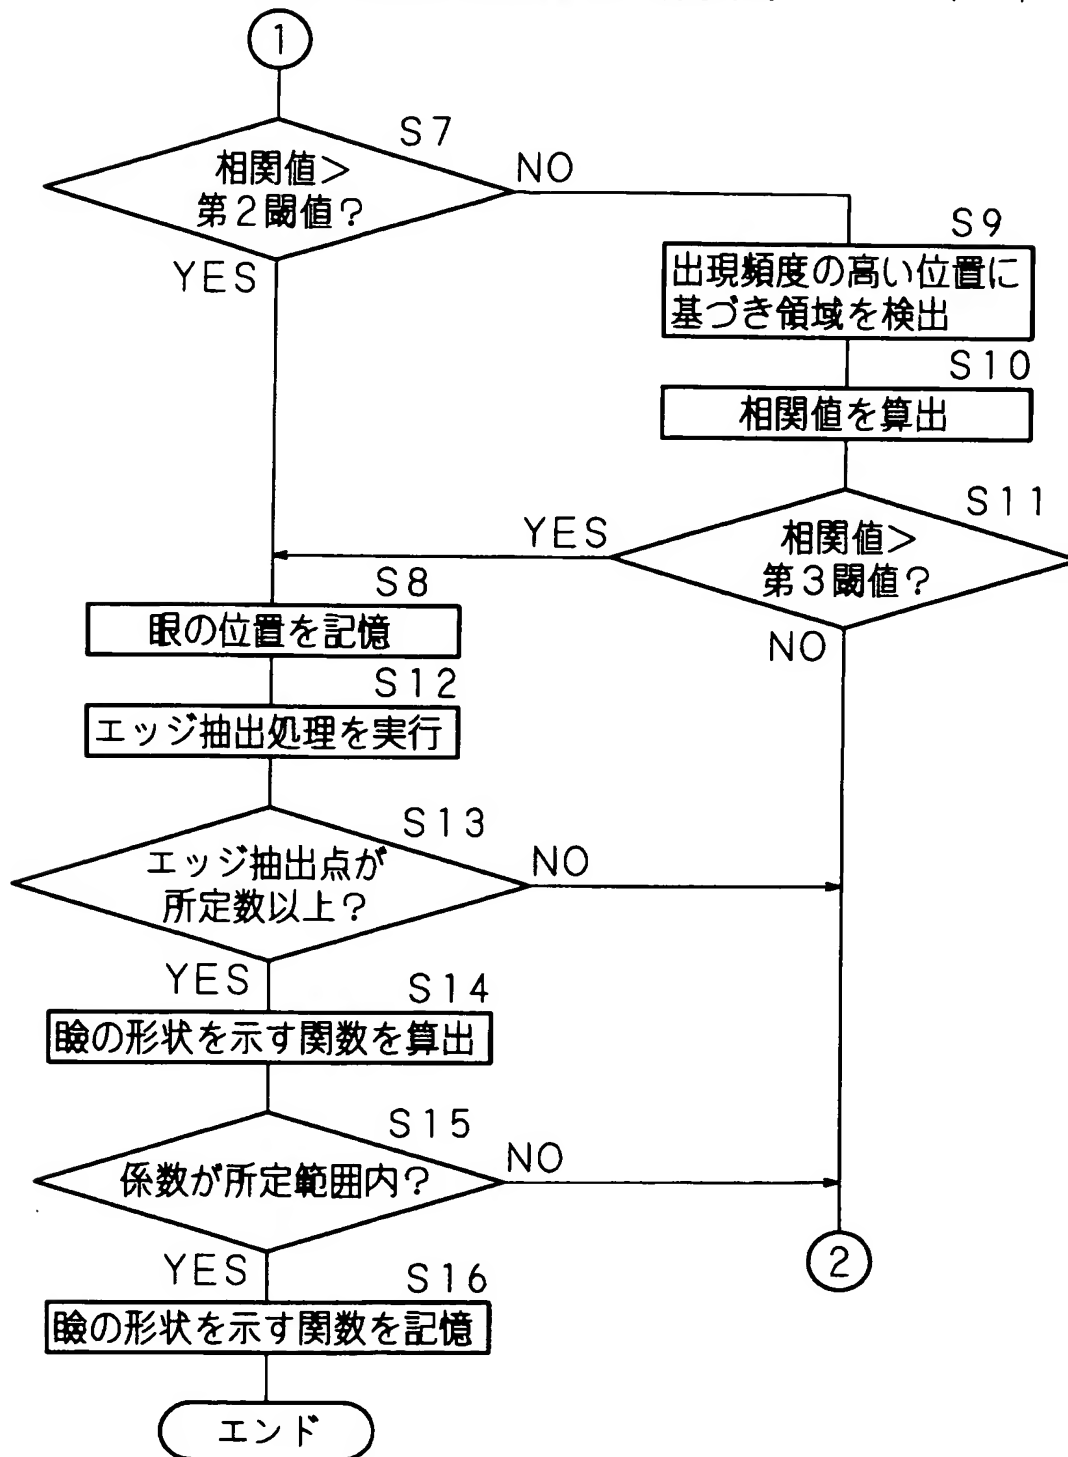 1
S7
相関値>
第2閾値?
NO
YES
S9
出現頻度の高い位置に
基づき領域を検出
S10
相関値を算出
S11
相関値>
第3閾値?
YES
NO
S8
眼の位置を記憶
S12
エッジ抽出処理を実行
S13
エッジ抽出点が
所定数以上?
NO
YES
S14
瞼の形状を示す関数を算出
S15
係数が所定範囲内?
NO
YES
2
S16
瞼の形状を示す関数を記憶
エンド